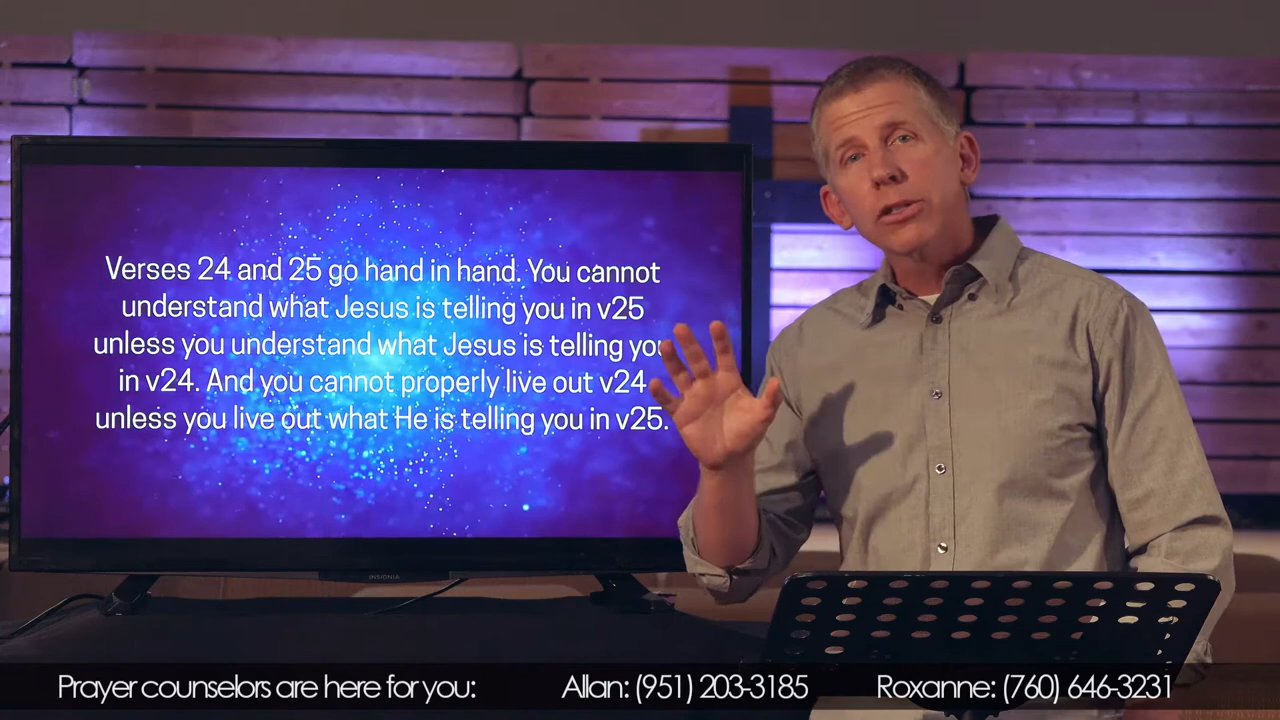 Verses 24 and 25 go hand in hand. You cannot
understand what Jesus is telling you in v25
unless you understand what Jesus is telling you
in v24. And you cannot properly live out v24
unless you live out what He is telling you in v25.
INSIGNIA
Prayer counselors are here for you: Allan: (951) 203-3185 Roxanne: (760) 646-3231